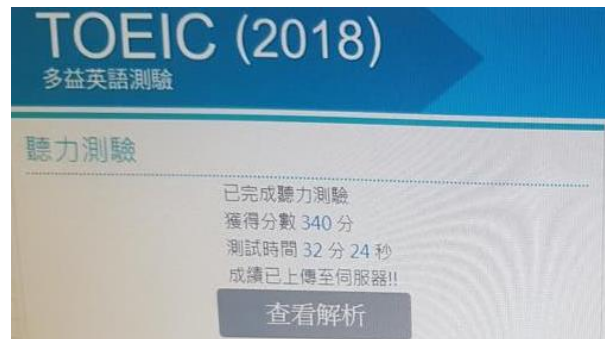 TOEIC (2018)
多益英語測驗
聽力測驗
已完成聽力測驗
獲得分數 340 分
測試時間 32 分 24 秒
成績已上傳至伺服器!!
查看解析